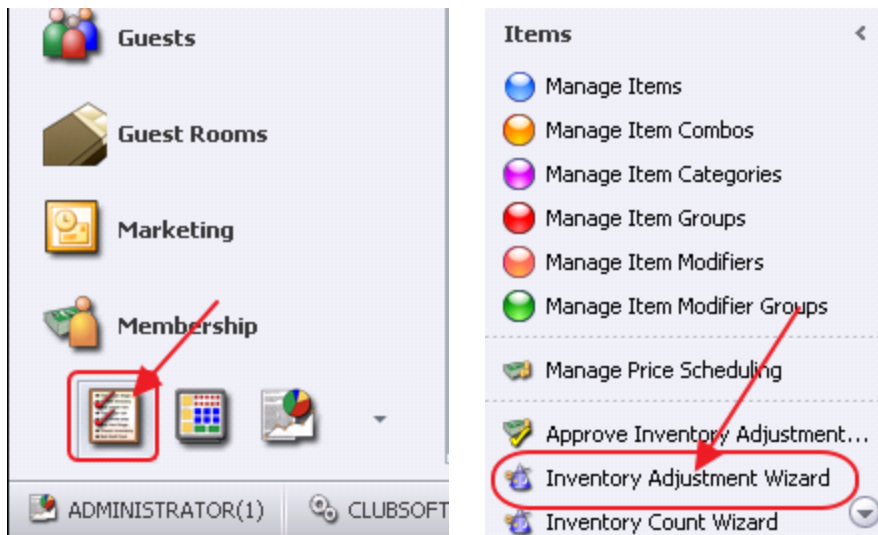 Guests
Guest Rooms
Marketing
Membership
ADMINISTRATOR(1)
CLUBSOFT
Items
Manage Items
Manage Item Combos
Manage Item Categories
Manage Item Groups
Manage Item Modifiers
Manage Item Modifier Groups
Manage Price Scheduling
Approve Inventory Adjustment...
Inventory Adjustment Wizard
Inventory Count Wizard